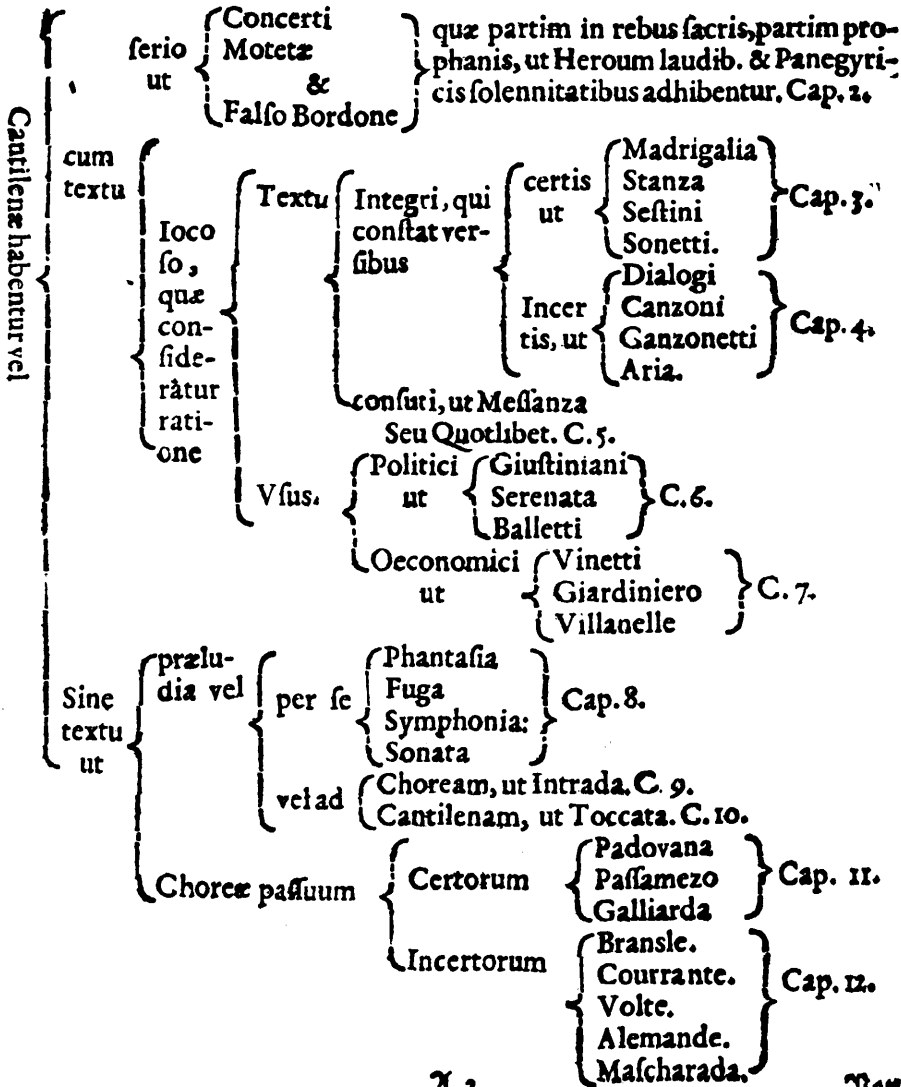 Cantilenæ habentur vel
cum
textu
ſerio
ut
Concerti
Motetæ
&
Falſo Bordone
quæ partim in rebus ſacris, partim pro-
phanis, ut Heroum laudib. & Panegyri-
cis ſolennitatibus adhibentur. Cap. 2.
Ioco
ſo,
quæ
con-
ſide-
rãtur
rati-
one
Textu
Integri, qui
conſtat ver-
ſibus
certis
ut
Madrigalia
Stanza
Seſtini
Sonetti.
Cap. 3.
Incer
tis, ut
Dialogi
Canzoni
Ganzonetti
Aria.
Cap. 4.
conſuti, ut Meſſanza
Seu Quotlibet. C. 5.
Vſus.
Politici
ut
Giuſtiniani
Serenata
Balletti
C. 6.
Oeconomici
ut
Vinetti
Giardiniero
Villanelle
C. 7.
Sine
textu
ut
prælu-
dia vel
per ſe
Phantaſia
Fuga
Symphonia:
Sonata
Cap. 8.
vel ad
Choream, ut Intrada. C. 9.
Cantilenam, ut Toccata. C. 10.
Choreæ paſſuum
Certorum
Padovana
Paſſamezo
Galliarda
Cap. 11.
Incertorum
Bransle.
Courrante.
Volte.
Alemande.
Maſcharada.
Cap. 12.